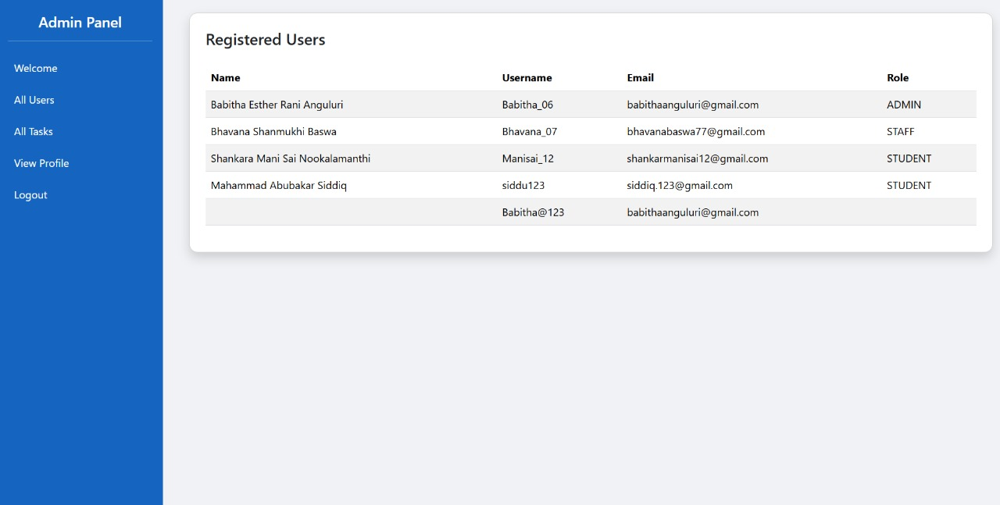 Admin Panel
Welcome
All Users
All Tasks
View Profile
Logout
Registered Users
Name Username Email Role
Babitha Esther Rani Anguluri Babitha_06 babithaanguluri@gmail.com ADMIN
Bhavana Shanmukhi Baswa Bhavana_07 bhavanabaswa77@gmail.com STAFF
Shankara Mani Sai Nookalamanthi Manisai_12 shankarmanisai12@gmail.com STUDENT
Mahammad Abubakar Siddiq siddu123 siddiq.123@gmail.com STUDENT
Babitha@123 babithaanguluri@gmail.com